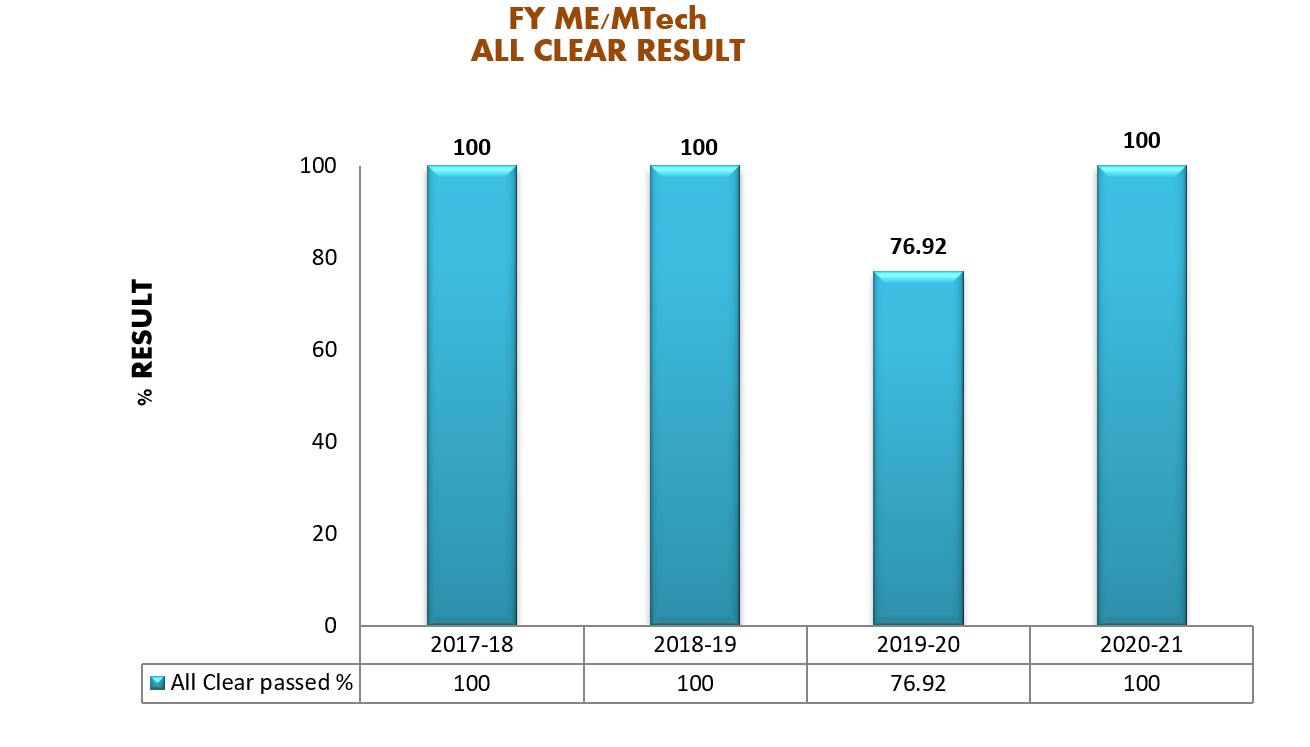 FY ME/MTech
ALL CLEAR RESULT
100 100 76.92 100
100
80
60
40
20
0
% RESULT
2017-18 2018-19 2019-20 2020-21
All Clear passed % 100 100 76.92 100